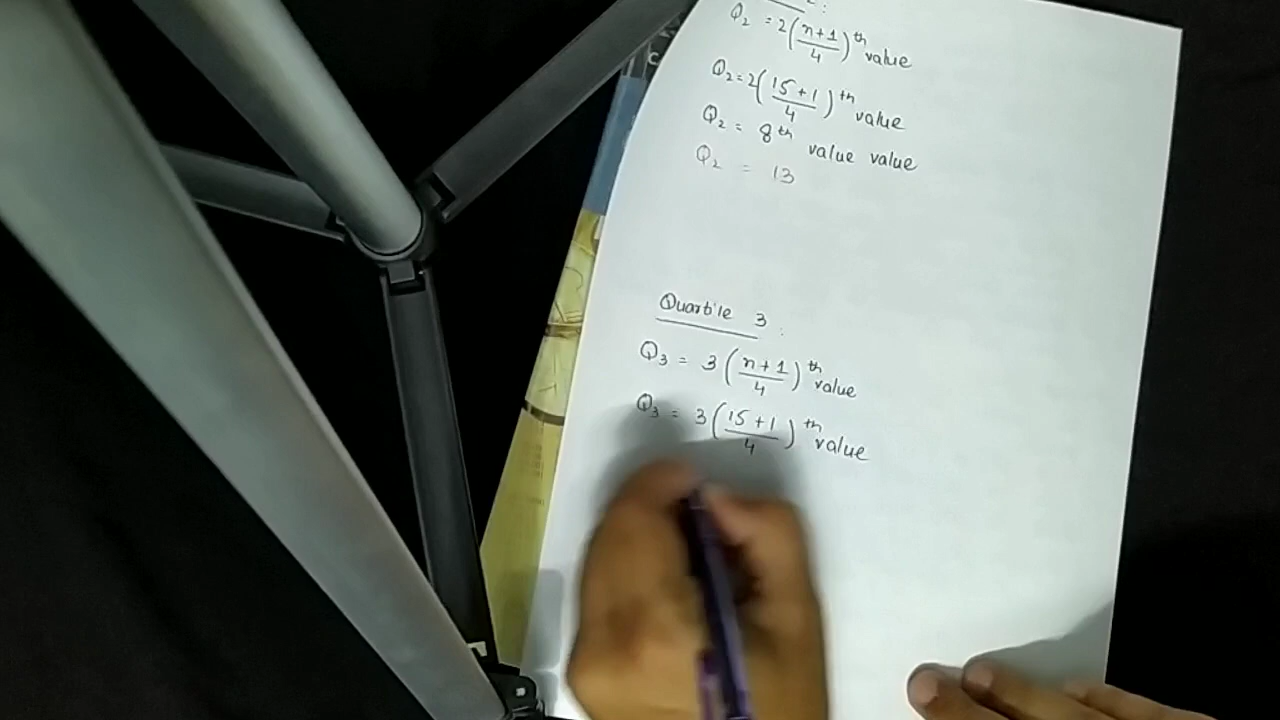 Q₂ = 2(n+1/4)th value
Q₂ = 2(15+1/4)th value
Q₂ = 8th value value
Q₂ = 13
Quartile 3 :
Q₃ = 3(n+1/4)th value
Q₃ = 3(15+1/4)th value